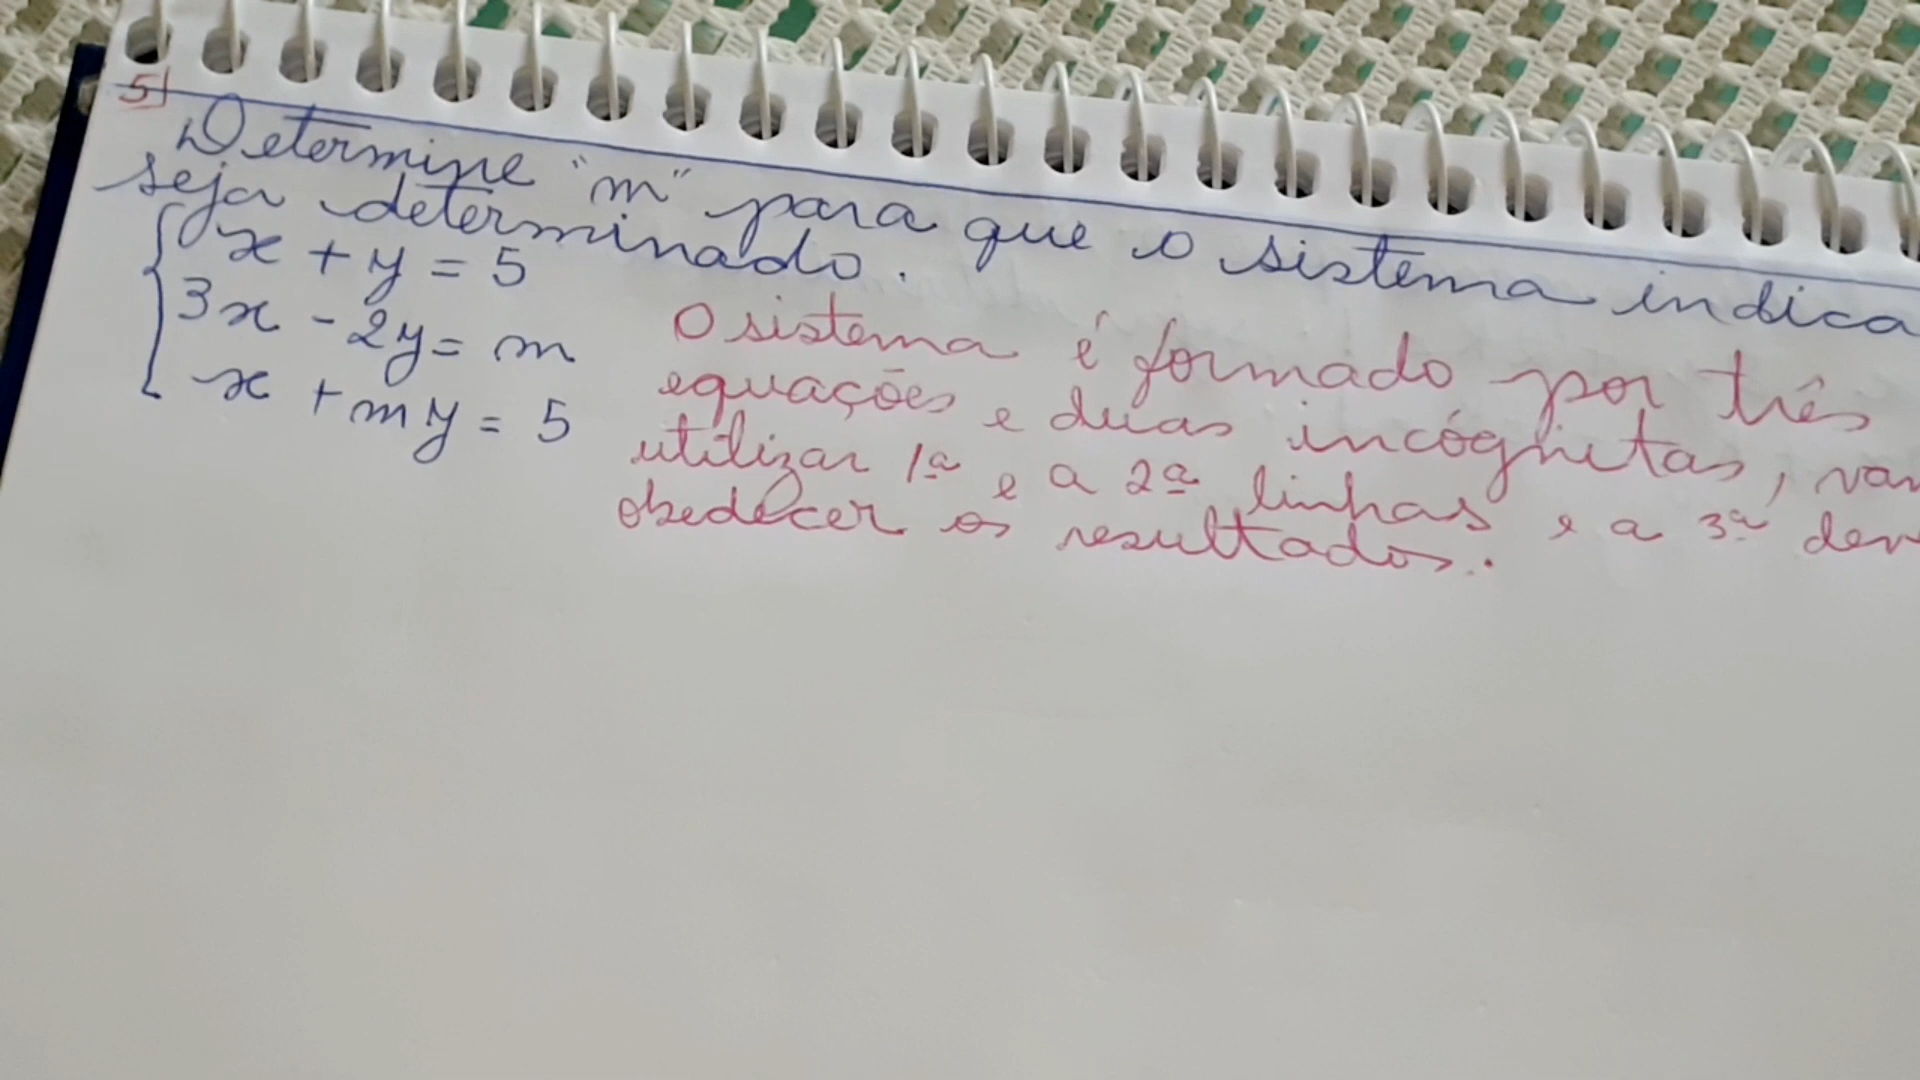 5)
Determine "m" para que o sistema indica
seja determinado.
x + y = 5
3x - 2y = m
x + my = 5
O sistema é formado por três
equações e duas incógnitas, vam
utilizar 1ª e a 2ª linhas e a 3ª dev
obedecer os resultados.